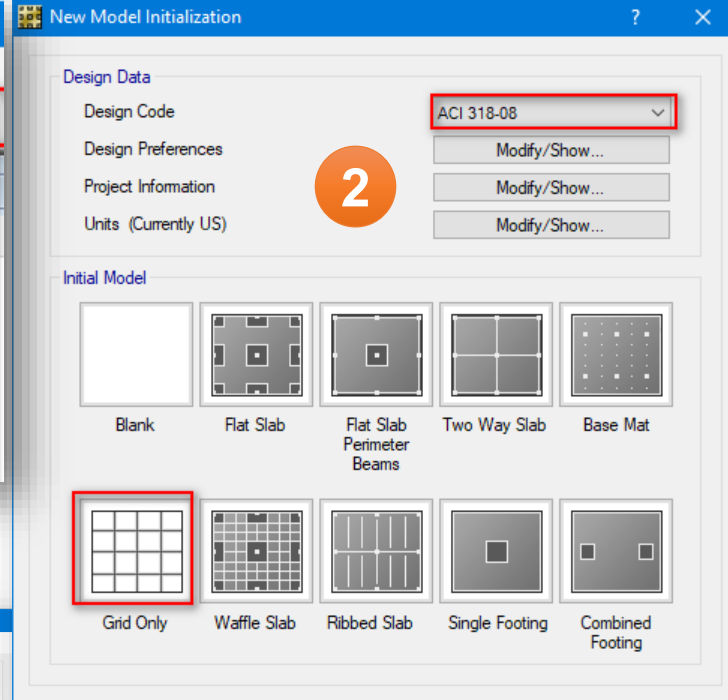 New Model Initialization ?
Design Data
Design Code ACI 318-08
Design Preferences Modify/Show...
2
Project Information Modify/Show...
Units (Currently US) Modify/Show...
Initial Model
Blank Flat Slab Flat Slab Perimeter Beams Two Way Slab Base Mat
Grid Only Waffle Slab Ribbed Slab Single Footing Combined Footing